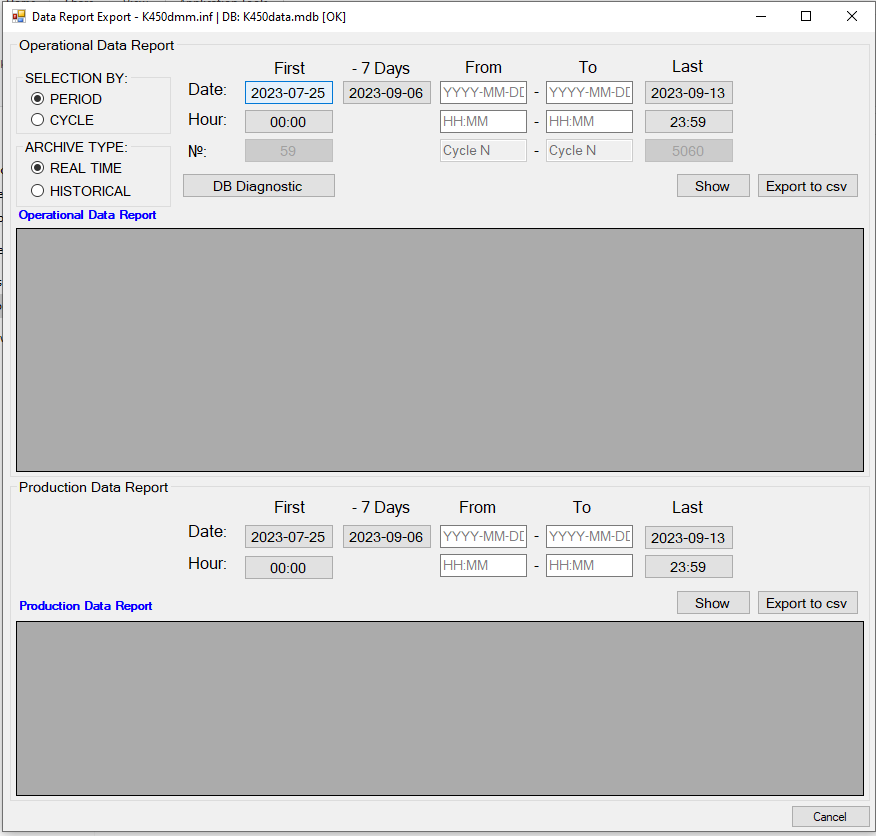 Data Report Export - K450dmm.inf | DB: K450data.mdb [OK]
Operational Data Report
First - 7 Days From To Last
SELECTION BY:
PERIOD
CYCLE
Date: 2023-07-25 2023-09-06 YYYY-MM-DD - YYYY-MM-DD 2023-09-13
Hour: 00:00 HH:MM - HH:MM 23:59
№: 59 Cycle N - Cycle N 5060
ARCHIVE TYPE:
REAL TIME
HISTORICAL
DB Diagnostic Show Export to csv
Operational Data Report
Production Data Report
First - 7 Days From To Last
Date: 2023-07-25 2023-09-06 YYYY-MM-DD - YYYY-MM-DD 2023-09-13
Hour: 00:00 HH:MM - HH:MM 23:59
Show Export to csv
Production Data Report
Cancel